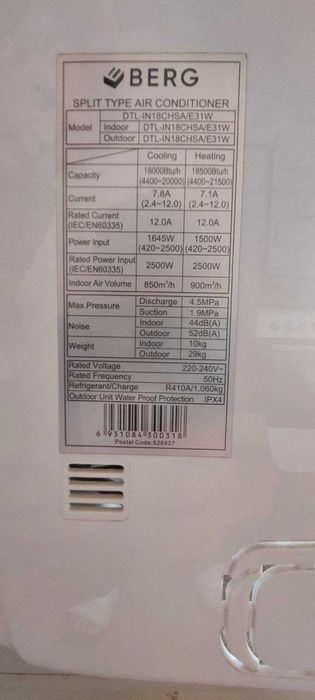 BERG
SPLIT TYPE AIR CONDITIONER
DTL-IN18CHSA/E31W
Model Indoor DTL-IN18CHSA/E31W
Outdoor DTL-IN18CHSA/E31W
Cooling Heating
Capacity 18000Btu/h 18500Btu/h
(4400~20000) (4400~21500)
Current 7.8A 7.1A
(2.4~12.0) (2.4~12.0)
Rated Current
(IEC/EN60335) 12.0A 12.0A
Power Input 1645W 1500W
(420~2500) (420~2500)
Rated Power Input
(IEC/EN60335) 2500W 2500W
Indoor Air Volume 850m³/h 900m³/h
Max.Pressure Discharge 4.5MPa
Suction 1.9MPa
Noise Indoor 44dB(A)
Outdoor 52dB(A)
Weight Indoor 10kg
Outdoor 29kg
Rated Voltage 220-240V~
Rated Frequency 50Hz
Refrigerant/Charge R410A/1.060kg
Outdoor Unit Water Proof Protection IPX4
6 931084 300318
Postal Code:528427